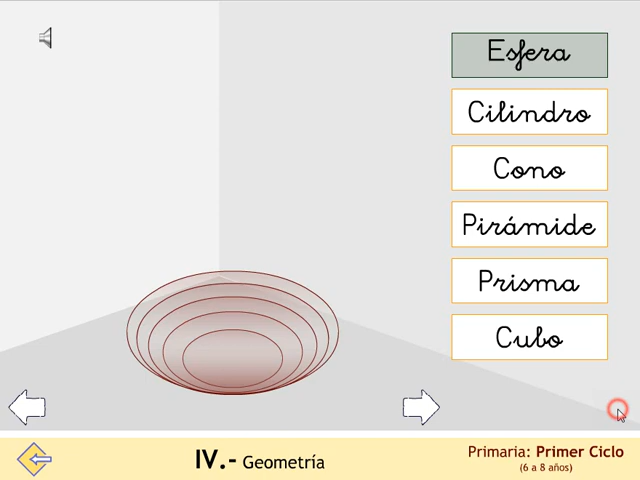 Esfera
Cilindro
Cono
Pirámide
Prisma
Cubo
IV.- Geometría
Primaria: Primer Ciclo
(6 a 8 años)